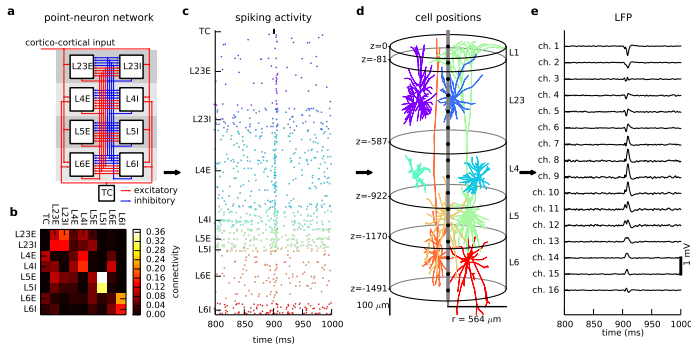 a
point-neuron network
cortico-cortical input
L23E
L23I
L4E
L4I
L5E
L5I
L6E
L6I
TC
excitatory
inhibitory
b
TC
L23E
L23I
L4E
L4I
L5E
L5I
L6E
L6I
L23E
L23I
L4E
L4I
L5E
L5I
L6E
L6I
0.36
0.32
0.28
0.24
0.20
0.16
0.12
0.08
0.04
0.00
connectivity
c
spiking activity
TC
L23E
L23I
L4E
L4I
L5E
L5I
L6E
L6I
800
850
900
950
1000
time (ms)
d
cell positions
z=0
z=-81
z=-587
z=-922
z=-1170
z=-1491
L1
L23
L4
L5
L6
100 μm
r = 564 μm
e
LFP
ch. 1
ch. 2
ch. 3
ch. 4
ch. 5
ch. 6
ch. 7
ch. 8
ch. 9
ch. 10
ch. 11
ch. 12
ch. 13
ch. 14
ch. 15
ch. 16
1 mV
800
850
900
950
1000
time (ms)